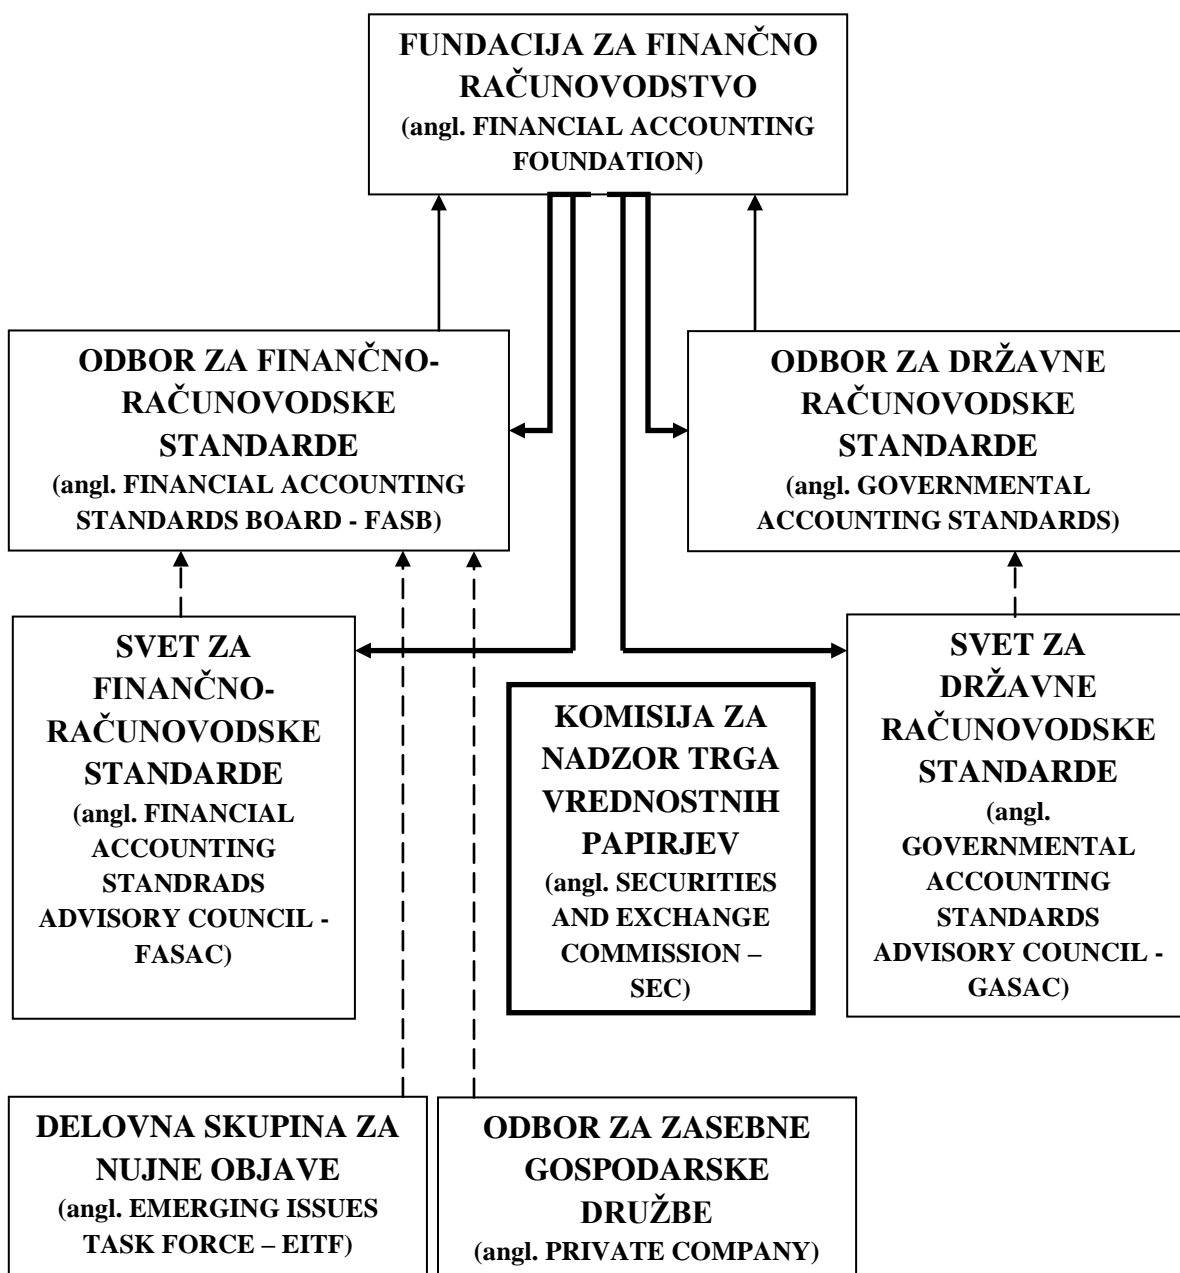 FUNDACIJA ZA FINANČNO
RAČUNOVODSTVO
(angl. FINANCIAL ACCOUNTING
FOUNDATION)
ODBOR ZA FINANČNO-
RAČUNOVODSKE
STANDARDE
(angl. FINANCIAL ACCOUNTING
STANDARDS BOARD - FASB)
ODBOR ZA DRŽAVNE
RAČUNOVODSKE
STANDARDE
(angl. GOVERNMENTAL
ACCOUNTING STANDARDS)
SVET ZA
FINANČNO-
RAČUNOVODSKE
STANDARDE
(angl. FINANCIAL
ACCOUNTING
STANDRADS
ADVISORY COUNCIL -
FASAC)
KOMISIJA ZA
NADZOR TRGA
VREDNOSTNIH
PAPIRJEV
(angl. SECURITIES
AND EXCHANGE
COMMISSION –
SEC)
SVET ZA
DRŽAVNE
RAČUNOVODSKE
STANDARDE
(angl.
GOVERNMENTAL
ACCOUNTING
STANDARDS
ADVISORY COUNCIL -
GASAC)
DELOVNA SKUPINA ZA
NUJNE OBJAVE
(angl. EMERGING ISSUES
TASK FORCE – EITF)
ODBOR ZA ZASEBNE
GOSPODARSKE
DRUŽBE
(angl. PRIVATE COMPANY)